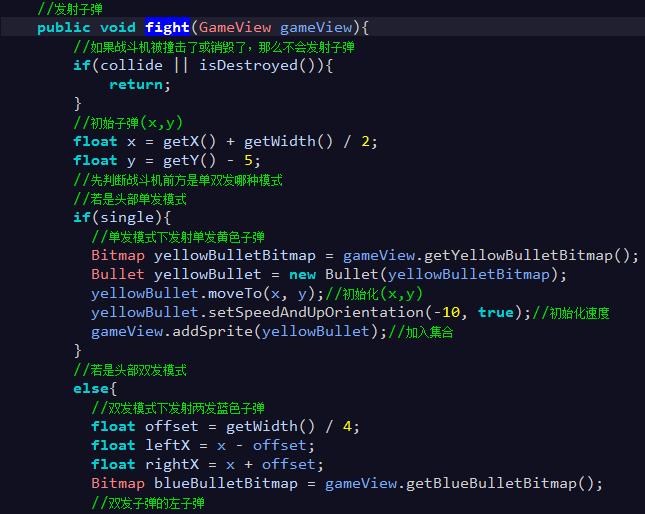 //发射子弹
public void fight(GameView gameView){
//如果战斗机被撞击了或销毁了，那么不会发射子弹
if(collide || isDestroyed()){
return;
}
//初始子弹(x,y)
float x = getX() + getWidth() / 2;
float y = getY() - 5;
//先判断战斗机前方是单双发哪种模式
//若是头部单发模式
if(single){
//单发模式下发射单发黄色子弹
Bitmap yellowBulletBitmap = gameView.getYellowBulletBitmap();
Bullet yellowBullet = new Bullet(yellowBulletBitmap);
yellowBullet.moveTo(x, y);//初始化(x,y)
yellowBullet.setSpeedAndUpOrientation(-10, true);//初始化速度
gameView.addSprite(yellowBullet);//加入集合
}
//若是头部双发模式
else{
//双发模式下发射两发蓝色子弹
float offset = getWidth() / 4;
float leftX = x - offset;
float rightX = x + offset;
Bitmap blueBulletBitmap = gameView.getBlueBulletBitmap();
//双发子弹的左子弹